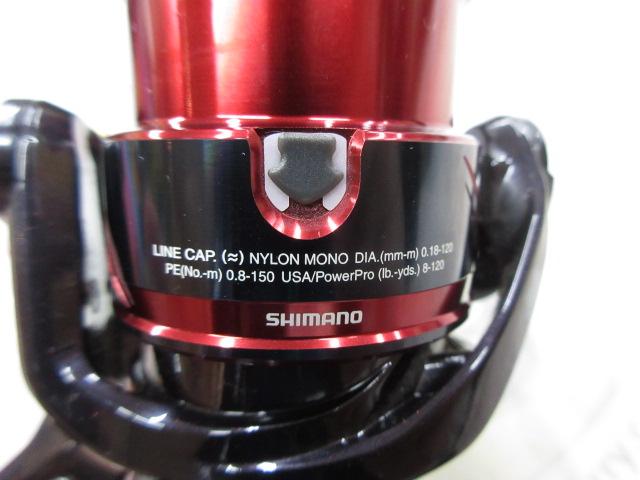 LINE CAP. (≈) NYLON MONO DIA.(mm-m) 0.18-120
PE(No.-m) 0.8-150 USA/PowerPro (lb.-yds.) 8-120
SHIMANO